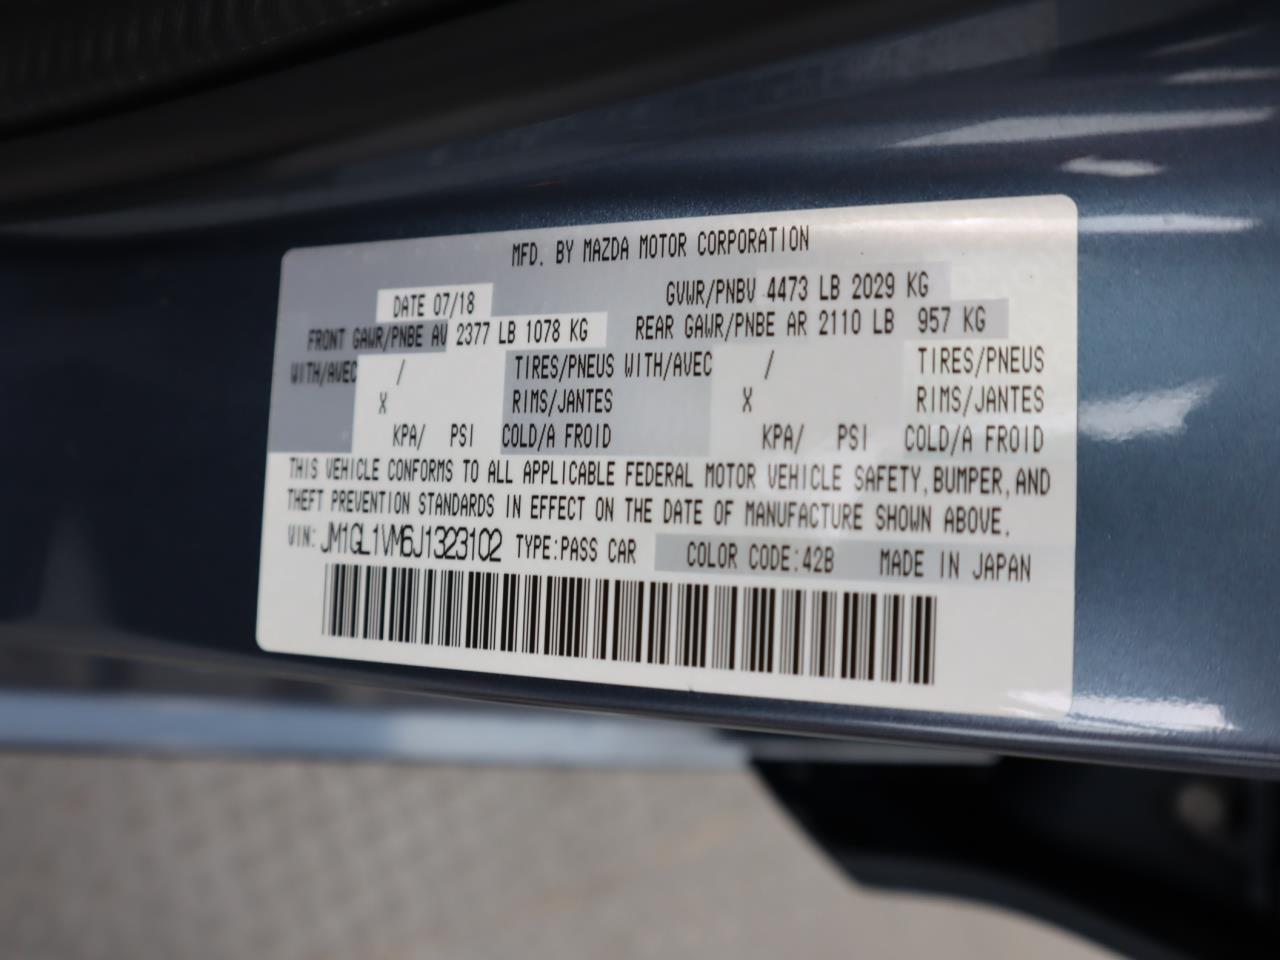 MFD. BY MAZDA MOTOR CORPORATION
DATE 07/18 GVWR/PNBV 4473 LB 2029 KG
FRONT GAWR/PNBE AV 2377 LB 1078 KG REAR GAWR/PNBE AR 2110 LB 957 KG
WITH/AVEC / TIRES/PNEUS WITH/AVEC / TIRES/PNEUS
X RIMS/JANTES X RIMS/JANTES
KPA/ PSI COLD/A FROID KPA/ PSI COLD/A FROID
THIS VEHICLE CONFORMS TO ALL APPLICABLE FEDERAL MOTOR VEHICLE SAFETY, BUMPER, AND
THEFT PREVENTION STANDARDS IN EFFECT ON THE DATE OF MANUFACTURE SHOWN ABOVE.
VIN: JM1GL1VM6J1323102 TYPE:PASS CAR COLOR CODE:42B MADE IN JAPAN